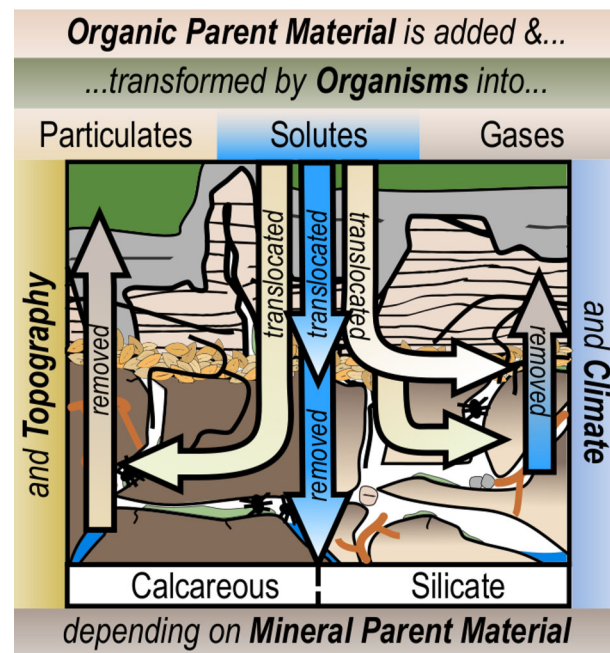 Organic Parent Material is added &...
...transformed by Organisms into...
Particulates
Solutes
Gases
and Topography
removed
translocated
translocated
translocated
removed
removed
and Climate
Calcareous
Silicate
depending on Mineral Parent Material